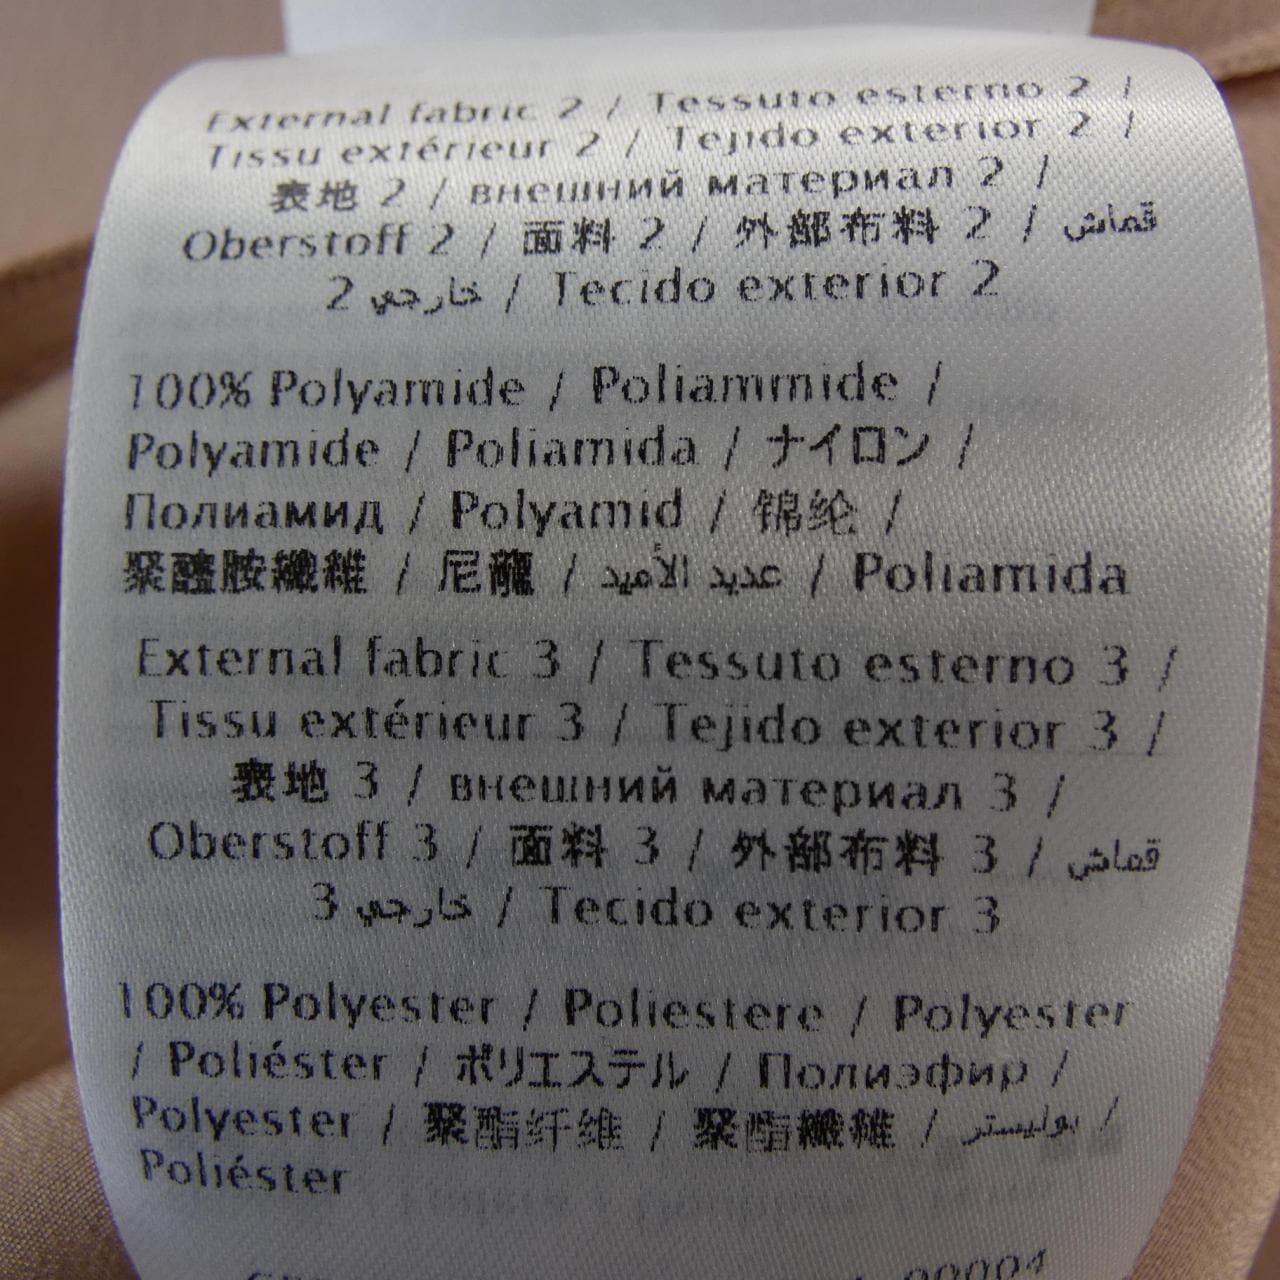 External fabric 2 / Tessuto esterno 2 /
Tissu extérieur 2 / Tejido exterior 2 /
表地 2 / внешний материал 2 /
Oberstoff 2 / 面料 2 / 外部布料 2 / قماش
خارجي 2 / Tecido exterior 2
100% Polyamide / Poliammide /
Polyamide / Poliamida / ナイロン /
Полиамид / Polyamid / 锦纶 /
聚醯胺纖維 / 尼龍 / عديد الأميد / Poliamida
External fabric 3 / Tessuto esterno 3 /
Tissu extérieur 3 / Tejido exterior 3 /
表地 3 / внешний материал 3 /
Oberstoff 3 / 面料 3 / 外部布料 3 / قماش
خارجي 3 / Tecido exterior 3
100% Polyester / Poliestere / Polyester
/ Poliéster / ポリエステル / Полиэфир /
Polyester / 聚酯纤维 / 聚酯纖維 / بوليستر /
Poliéster